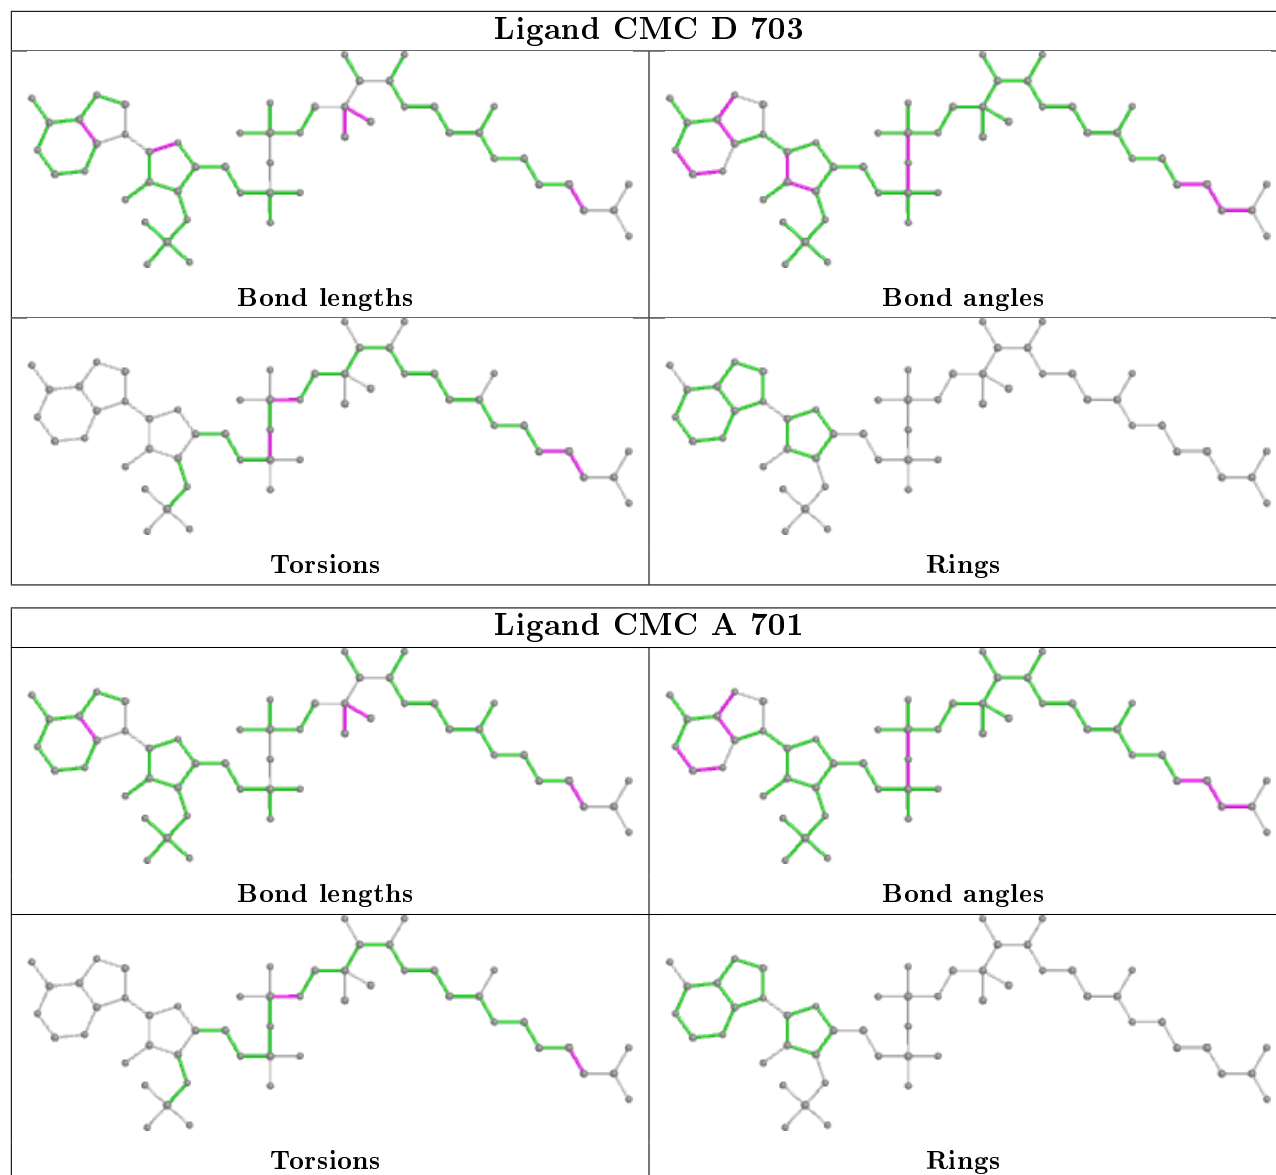 Ligand CMC D 703
Bond lengths
Bond angles
Torsions
Rings
Ligand CMC A 701
Bond lengths
Bond angles
Torsions
Rings